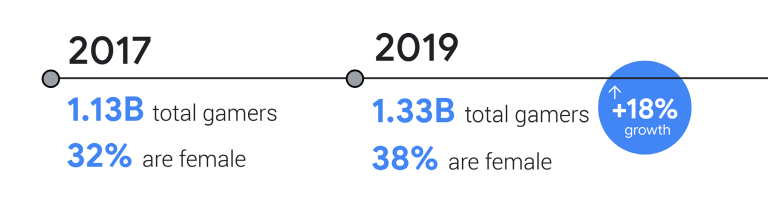 2017
1.13B total gamers
32% are female
2019
1.33B total gamers
38% are female
↑
+18%
growth